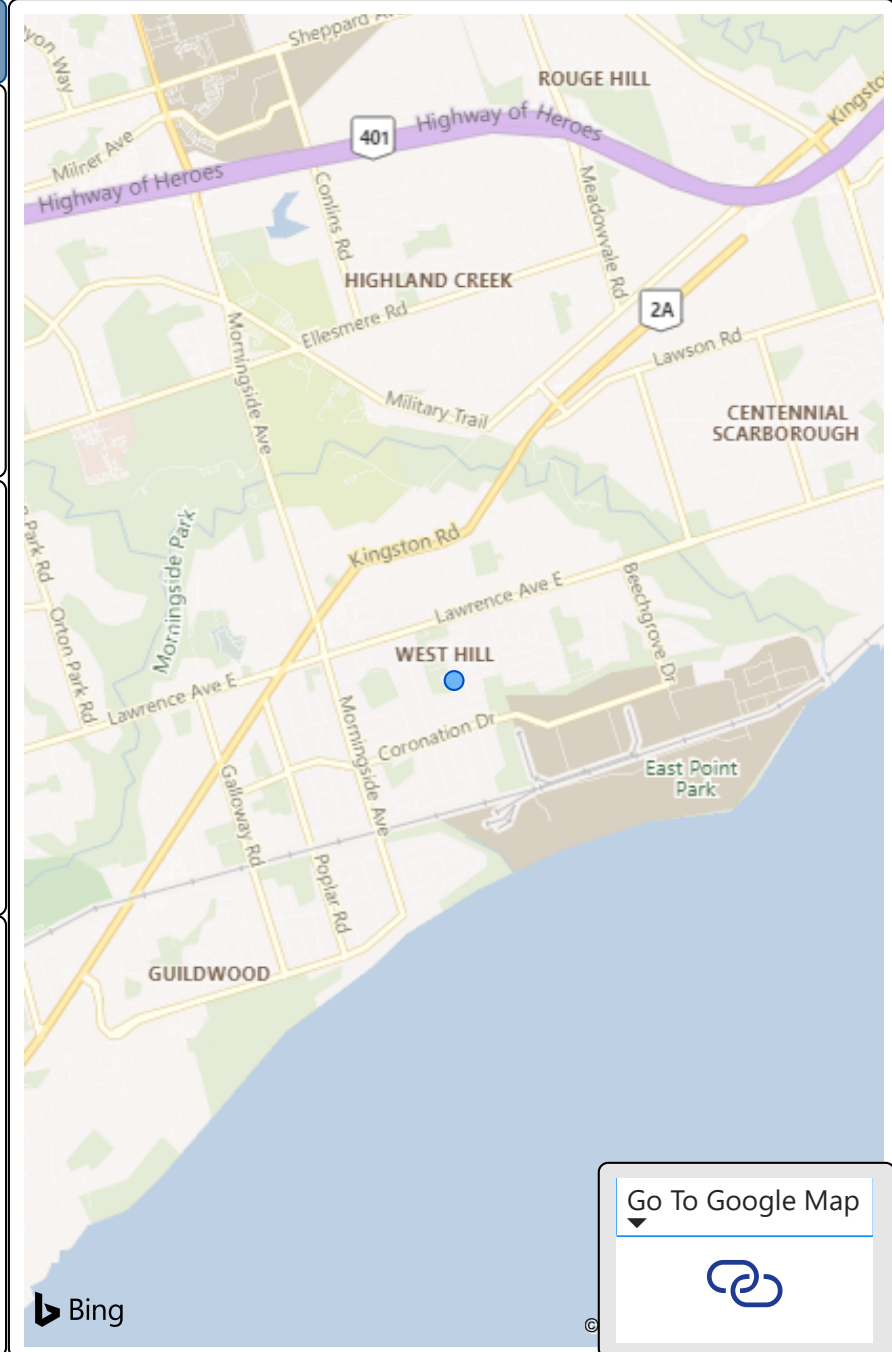 Sheppard
yon Way
ROUGE HILL
Kingsto
401
Highway of Heroes
Milner Ave
Highway of Heroes
Conlins Rd
Meadowvale Rd
HIGHLAND CREEK
2A
Ellesmere Rd
Morningside Ave
Lawson Rd
Military Trail
CENTENNIAL
SCARBOROUGH
Morningside Park
Park Rd
Kingston Rd
Beechgrove Dr
Lawrence Ave E
Orton Park Rd
WEST HILL
Lawrence Ave E
Morningside Ave
Coronation Dr
East Point
Park
Galloway Rd
Poplar Rd
GUILDWOOD
Go To Google Map
Bing
©